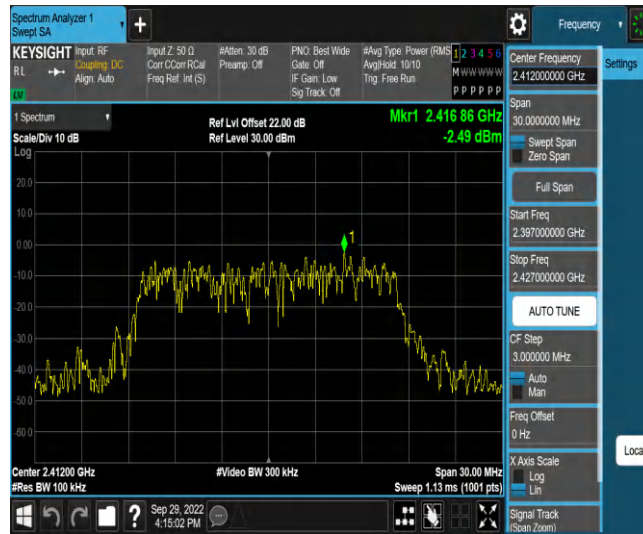 Spectrum Analyzer 1
Swept SA
+
Frequency
KEYSIGHT
RL
LXI
Input: RF
Coupling: DC
Align: Auto
Input Z: 50 Ω
Corr CCorr RCal
Freq Ref: Int (S)
#Atten: 30 dB
Preamp: Off
PNO: Best Wide
Gate: Off
IF Gain: Low
Sig Track: Off
#Avg Type: Power (RMS
Avg|Hold: 10/10
Trig: Free Run
1 2 3 4 5 6
M W W W W W
P P P P P P
1 Spectrum
Scale/Div 10 dB
Log
Ref Lvl Offset 22.00 dB
Ref Level 30.00 dBm
Mkr1 2.416 86 GHz
-2.49 dBm
20.0
10.0
0.00
-10.0
-20.0
-30.0
-40.0
-50.0
-60.0
1
Center 2.41200 GHz
#Res BW 100 kHz
#Video BW 300 kHz
Span 30.00 MHz
Sweep 1.13 ms (1001 pts)
Sep 29, 2022
4:15:02 PM
?
Center Frequency
2.412000000 GHz
Settings
Span
30.0000000 MHz
Swept Span
Zero Span
Full Span
Start Freq
2.397000000 GHz
Stop Freq
2.427000000 GHz
AUTO TUNE
CF Step
3.000000 MHz
Auto
Man
Freq Offset
0 Hz
Loca
X Axis Scale
Log
Lin
Signal Track
(Span Zoom)